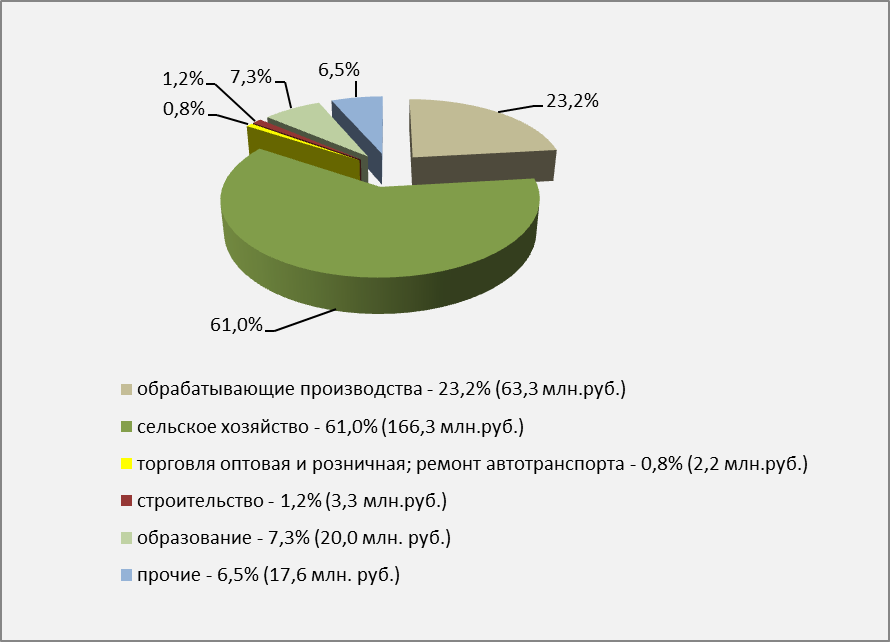 6,5%
7,3%
1,2%
0,8%
23,2%
61,0%
обрабатывающие производства - 23,2% (63,3 млн.руб.)
сельское хозяйство - 61,0% (166,3 млн.руб.)
торговля оптовая и розничная; ремонт автотранспорта - 0,8% (2,2 млн.руб.)
строительство - 1,2% (3,3 млн.руб.)
образование - 7,3% (20,0 млн. руб.)
прочие - 6,5% (17,6 млн. руб.)